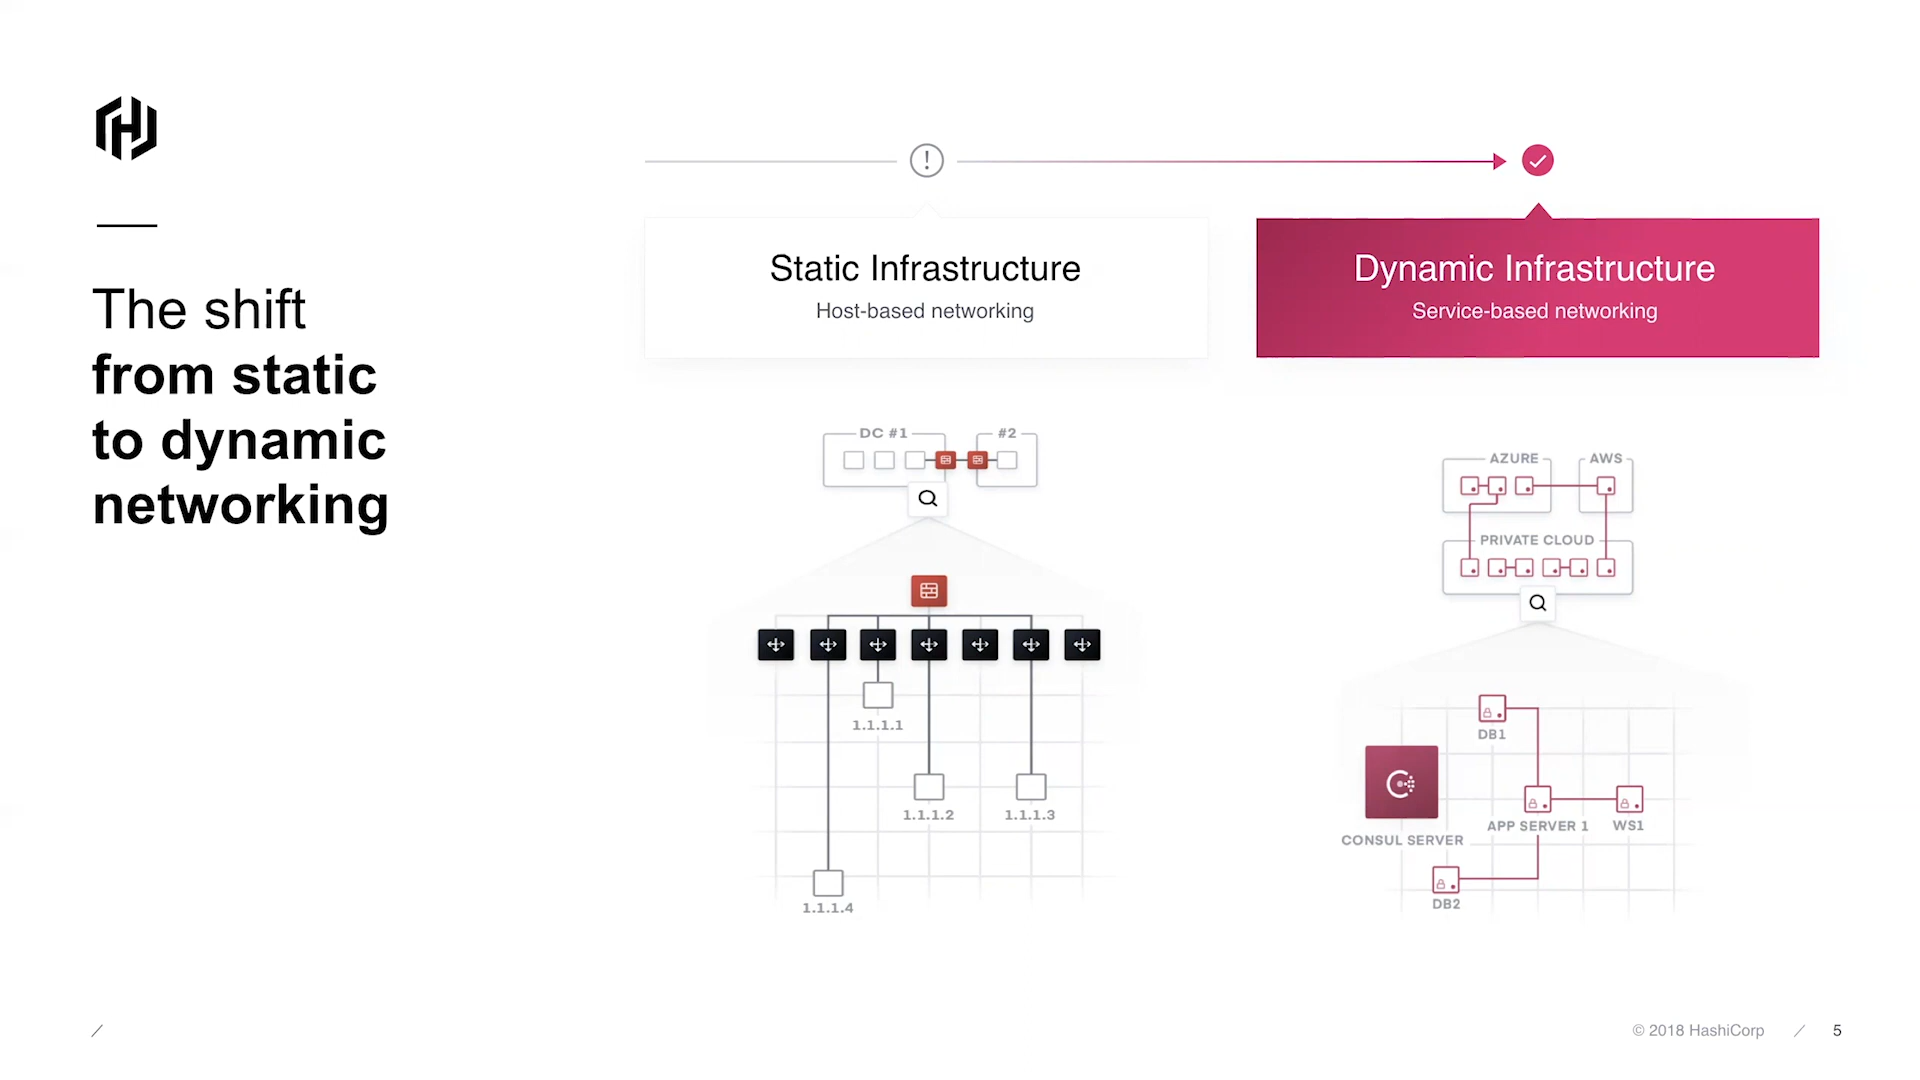 The shift
from static
to dynamic
networking
Static Infrastructure
Host-based networking
Dynamic Infrastructure
Service-based networking
DC #1
#2
1.1.1.1
1.1.1.2
1.1.1.3
1.1.1.4
AZURE
AWS
PRIVATE CLOUD
DB1
CONSUL SERVER
APP SERVER 1
WS1
DB2
© 2018 HashiCorp
5